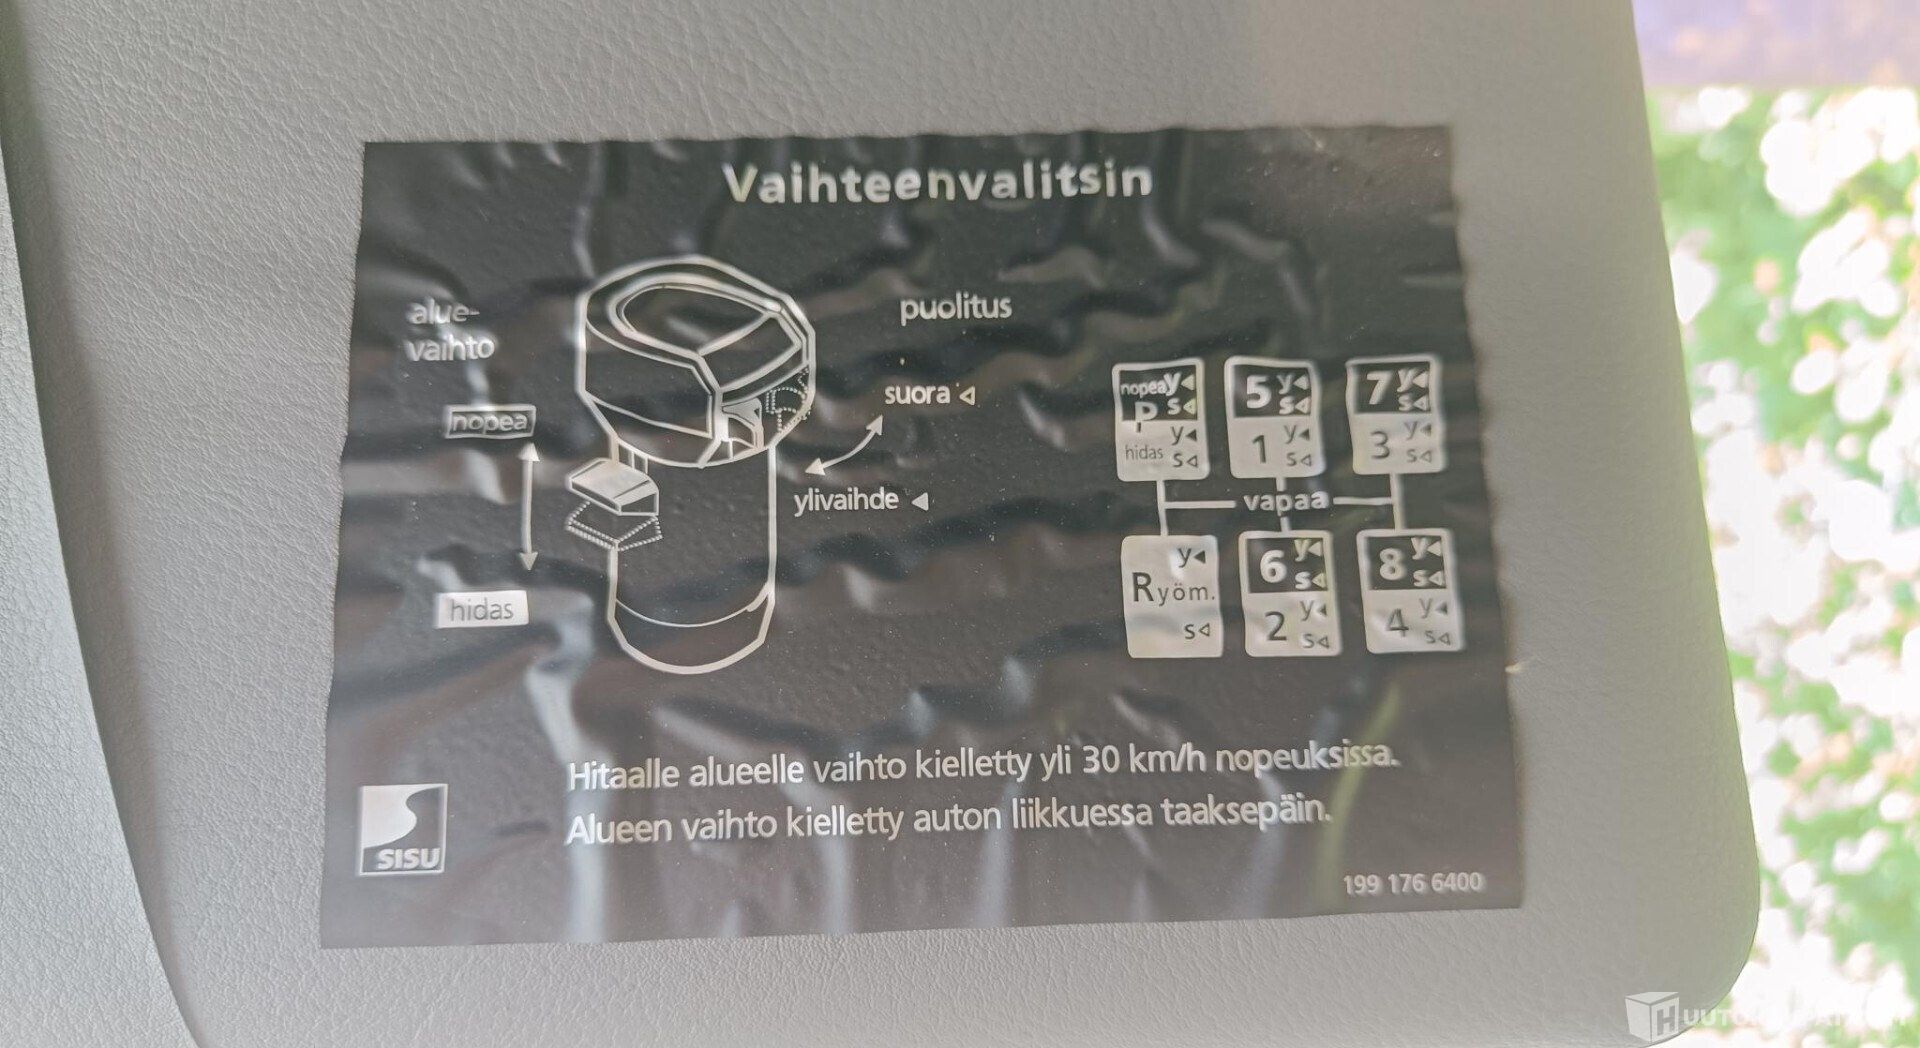 Vaihteenvalitsin
alue-
vaihto
nopea
hidas
puolitus
suora ◁
ylivaihde ◀
nopea y◀
P s◁
hidas y◀
s◁
5 y◀
s◁
1 y◀
s◁
7 y◀
s◁
3 y◀
s◁
vapaa
y◀
Ryöm.
s◁
6 y◀
s◁
2 y◀
s◁
8 y◀
s◁
4 y◀
s◁
Hitaalle alueelle vaihto kielletty yli 30 km/h nopeuksissa.
Alueen vaihto kielletty auton liikkuessa taaksepäin.
SISU
199 176 6400